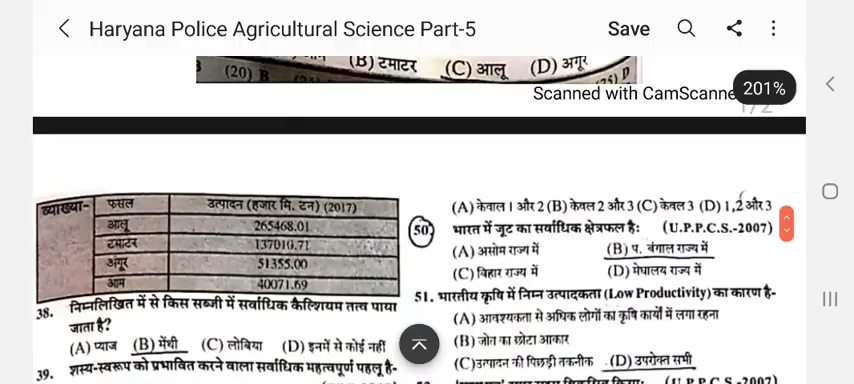 Haryana Police Agricultural Science Part-5
Save
(B) टमाटर (C) आलू (D) अंगूर
(20) B
(25) D
Scanned with CamScanne
201%
1/2
व्याख्या-
फसल उत्पादन (हजार मि. टन) (2017)
आलू 265468.01
टमाटर 137010.71
अंगूर 51355.00
आम 40071.69
38. निम्नलिखित में से किस सब्जी में सर्वाधिक कैल्शियम तत्व पाया
जाता है?
(A) प्याज (B) मेंथी (C) लोबिया (D) इनमें से कोई नहीं
39. शस्य-स्वरूप को प्रभावित करने वाला सर्वाधिक महत्वपूर्ण पहलू है-
(A) केवाल 1 और 2 (B) केवल 2 और 3 (C) केवल 3 (D) 1,2 और 3
50 भारत में जूट का सर्वाधिक क्षेत्रफल है: (U.P.P.C.S.-2007)
(A) असोम राज्य में (B) प. बंगाल राज्य में
(C) बिहार राज्य में (D) मेघालय राज्य में
51. भारतीय कृषि में निम्न उत्पादकता (Low Productivity) का कारण है-
(A) आवश्यकता से अधिक लोगों का कृषि कार्यों में लगा रहना
(B) जोत का छोटा आकार
(C) उत्पादन की पिछड़ी तकनीक (D) उपरोक्त सभी
(U.P.P.C.S.-2007)